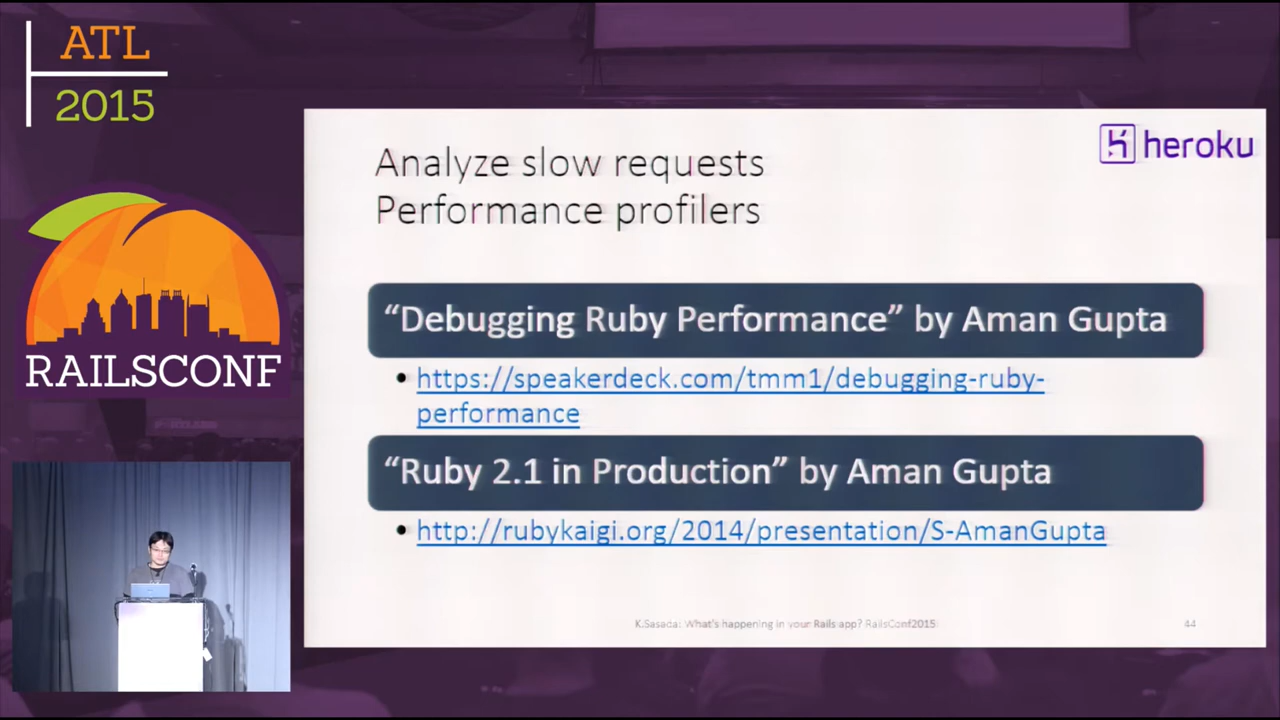 ATL
2015
RAILSCONF
heroku
Analyze slow requests
Performance profilers
“Debugging Ruby Performance” by Aman Gupta
• https://speakerdeck.com/tmm1/debugging-ruby-
performance
“Ruby 2.1 in Production” by Aman Gupta
• http://rubykaigi.org/2014/presentation/S-AmanGupta
K.Sasada: What's happening in your Rails app? RailsConf2015
44